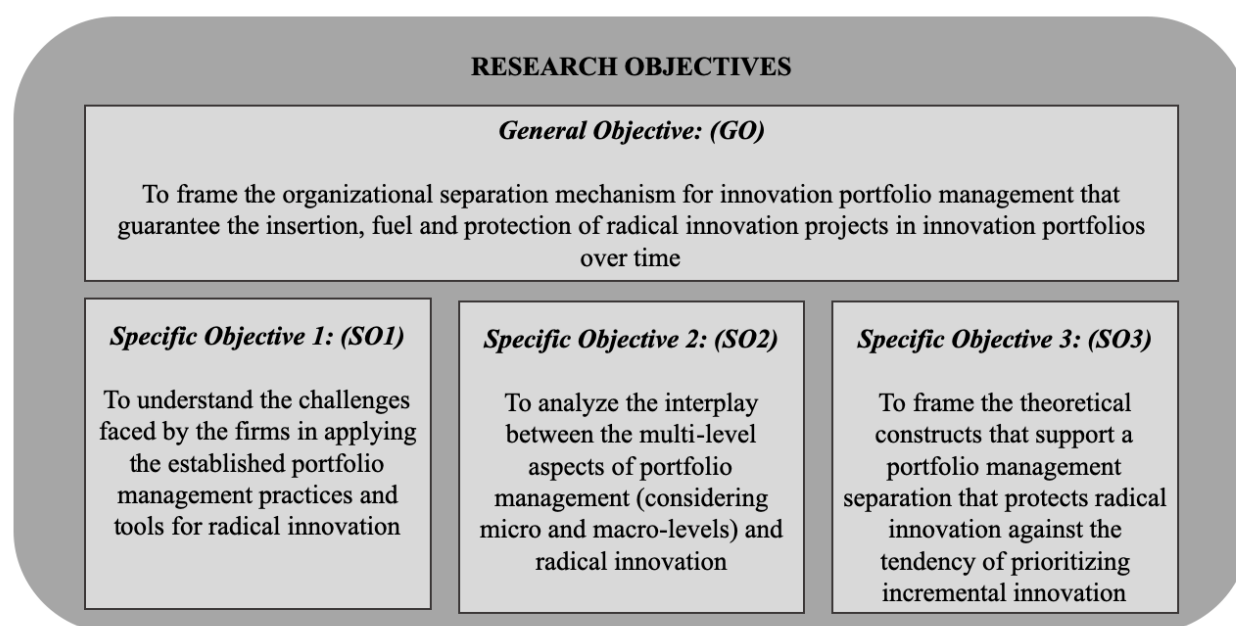 RESEARCH OBJECTIVES
General Objective: (GO)
To frame the organizational separation mechanism for innovation portfolio management that
guarantee the insertion, fuel and protection of radical innovation projects in innovation portfolios
over time
Specific Objective 1: (SO1)
To understand the challenges
faced by the firms in applying
the established portfolio
management practices and
tools for radical innovation
Specific Objective 2: (SO2)
To analyze the interplay
between the multi-level
aspects of portfolio
management (considering
micro and macro-levels) and
radical innovation
Specific Objective 3: (SO3)
To frame the theoretical
constructs that support a
portfolio management
separation that protects radical
innovation against the
tendency of prioritizing
incremental innovation